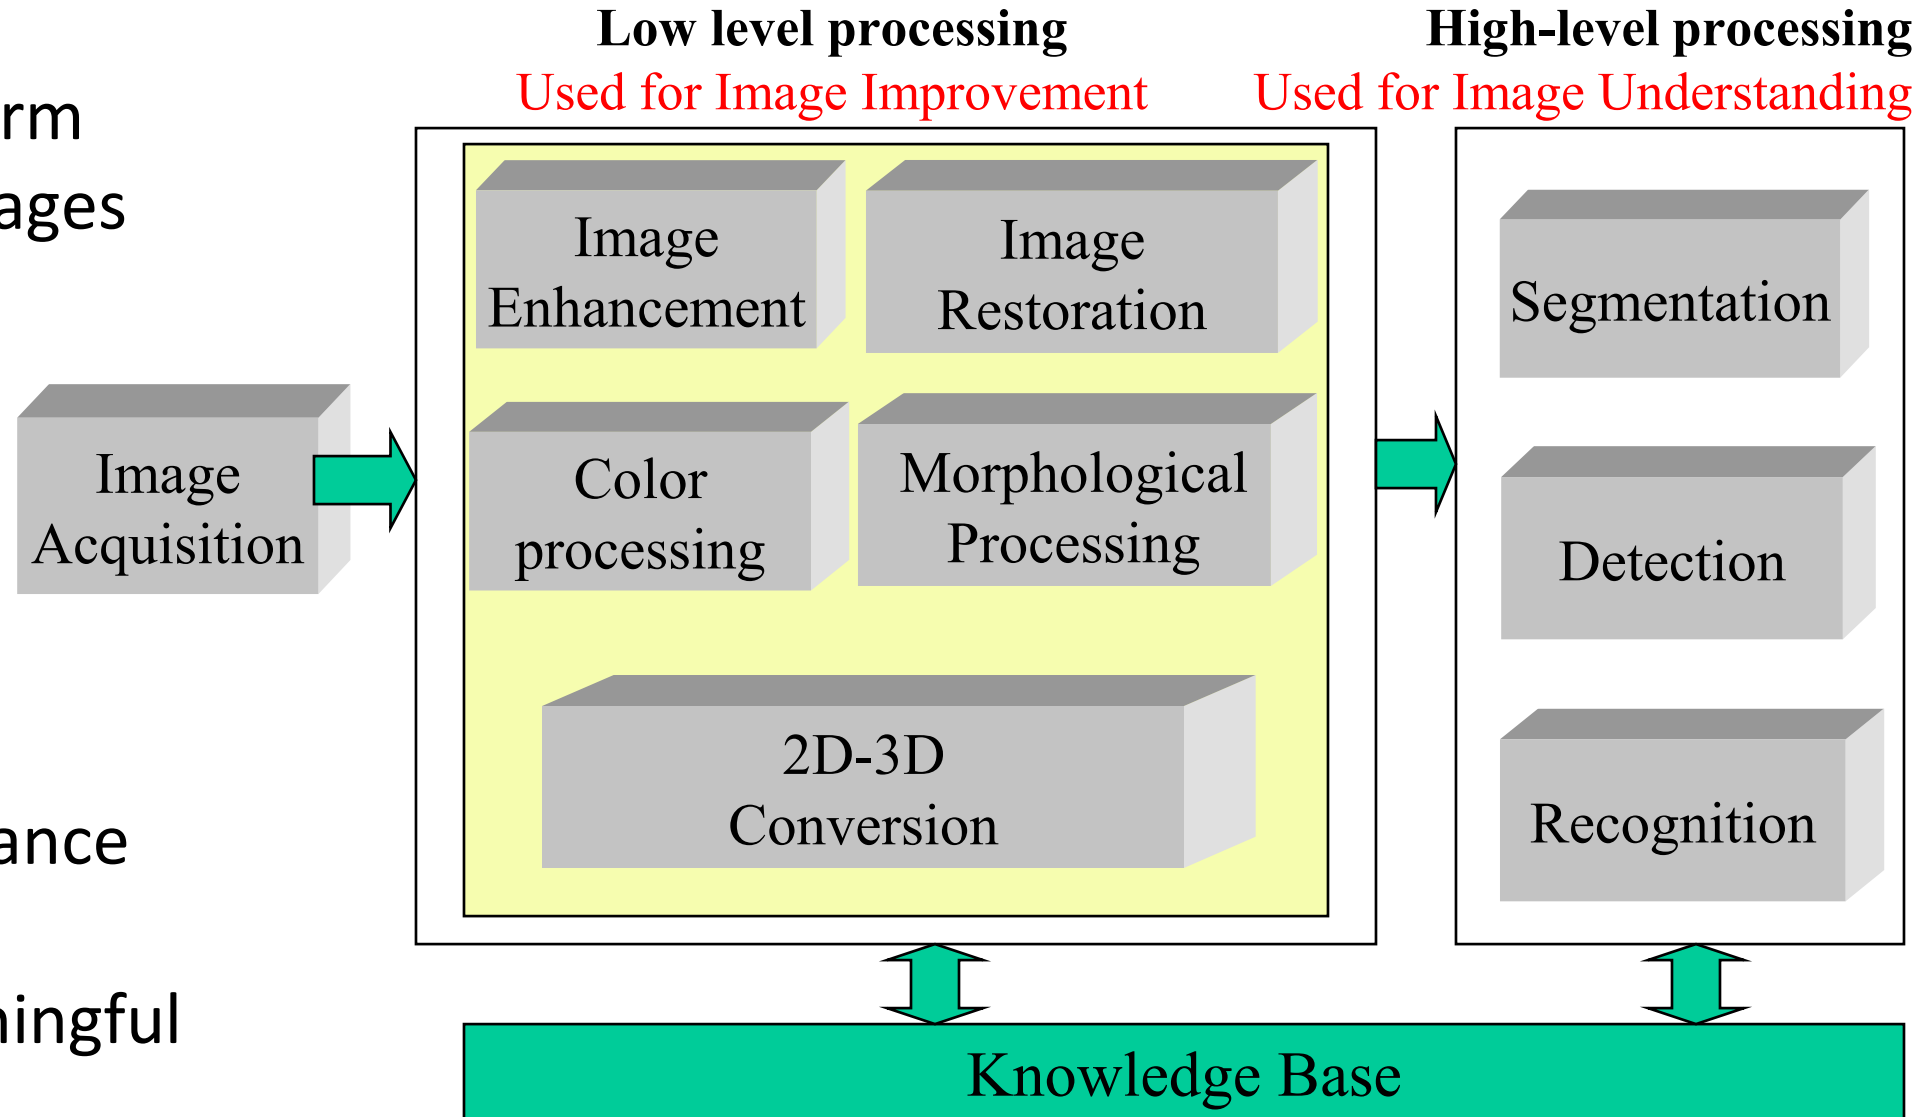 Low level processing
High-level processing
Used for Image Improvement
Used for Image Understanding
rm
ages
Image
Enhancement
Image
Restoration
Segmentation
Image
Acquisition
Color
processing
Morphological
Processing
Detection
2D-3D
Conversion
Recognition
ance
ningful
Knowledge Base